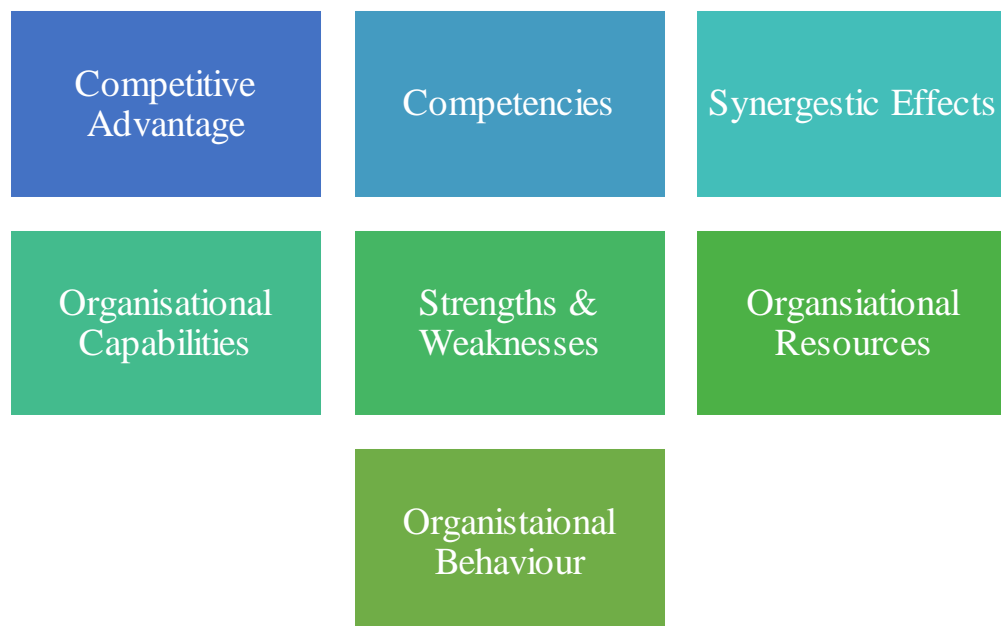 Competitive
Advantage
Competencies
Synergestic Effects
Organisational
Capabilities
Strengths &
Weaknesses
Organsiational
Resources
Organistaional
Behaviour